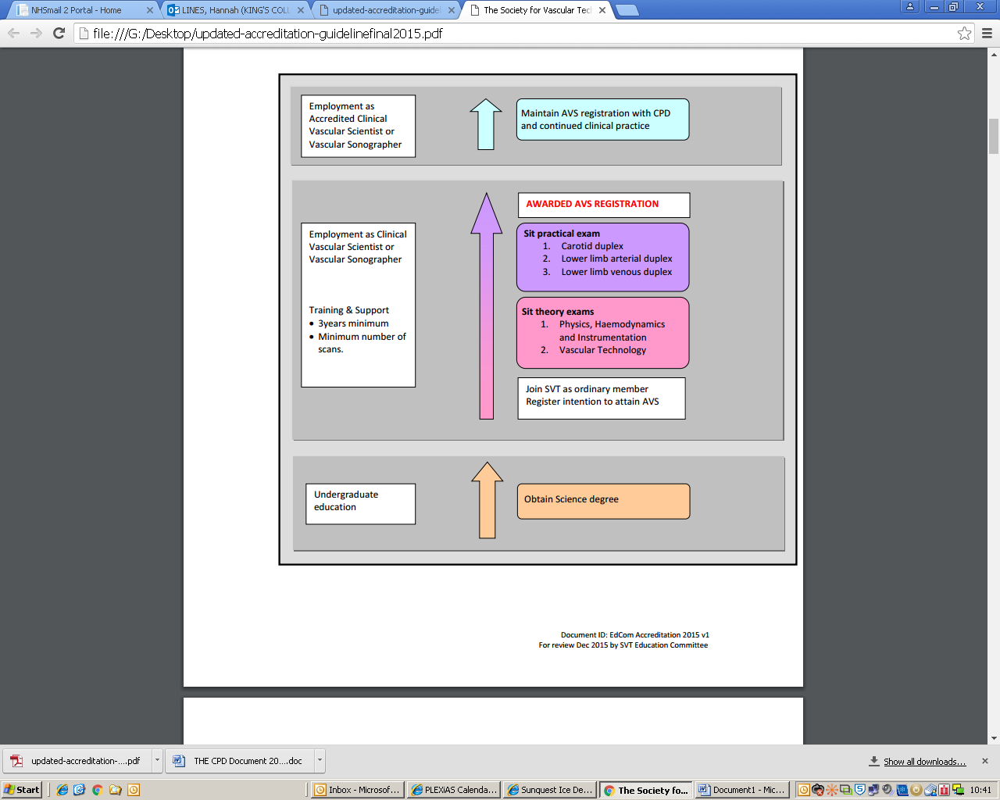 NHSmail 2 Portal - Home
LINES, Hannah (KING'S COLL
updated-accreditation-guidel
The Society for Vascular Tec
file:///G:/Desktop/updated-accreditation-guidelinefinal2015.pdf
Employment as
Accredited Clinical
Vascular Scientist or
Vascular Sonographer
Maintain AVS registration with CPD
and continued clinical practice
AWARDED AVS REGISTRATION
Employment as Clinical
Vascular Scientist or
Vascular Sonographer
Training & Support
• 3years minimum
• Minimum number of
scans.
Sit practical exam
1. Carotid duplex
2. Lower limb arterial duplex
3. Lower limb venous duplex
Sit theory exams
1. Physics, Haemodynamics
and Instrumentation
2. Vascular Technology
Join SVT as ordinary member
Register intention to attain AVS
Undergraduate
education
Obtain Science degree
Document ID: EdCom Accreditation 2015 v1
For review Dec 2015 by SVT Education Committee
updated-accreditation-....pdf
THE CPD Document 20....doc
Show all downloads...
Start
Inbox - Microsof...
PLEXiAS Calenda...
Sunquest Ice De...
The Society fo...
Document1 - Mic...
10:41